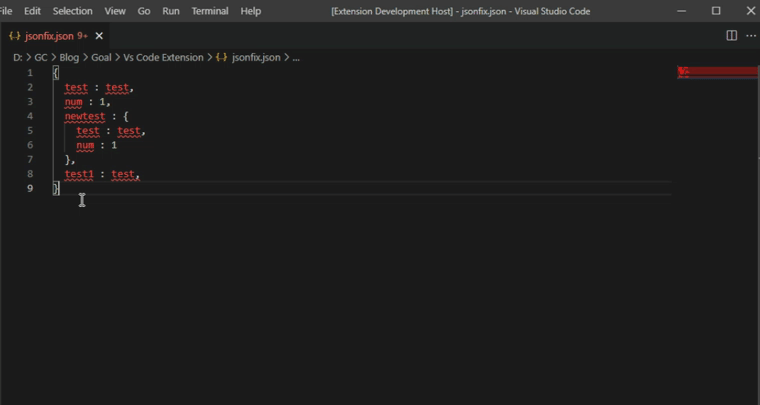 File Edit Selection View Go Run Terminal Help [Extension Development Host] - jsonfix.json - Visual Studio Code
{··} jsonfix.json 9+
D: > GC > Blog > Goal > Vs Code Extension > {··} jsonfix.json > ...
1 {
2 test : test,
3 num : 1,
4 newtest : {
5 test : test,
6 num : 1
7 },
8 test1 : test,
9 }